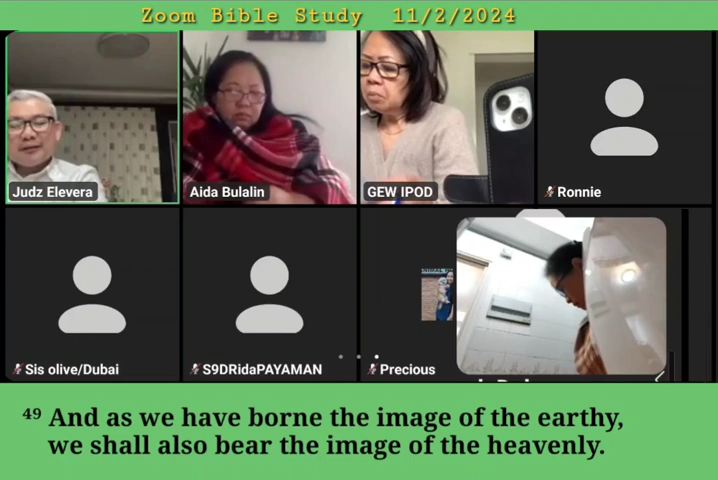 Zoom Bible Study 11/2/2024
Judz Elevera
Aida Bulalin
GEW IPOD
Ronnie
Sis olive/Dubai
S9DRidaPAYAMAN
Precious
49 And as we have borne the image of the earthy,
we shall also bear the image of the heavenly.